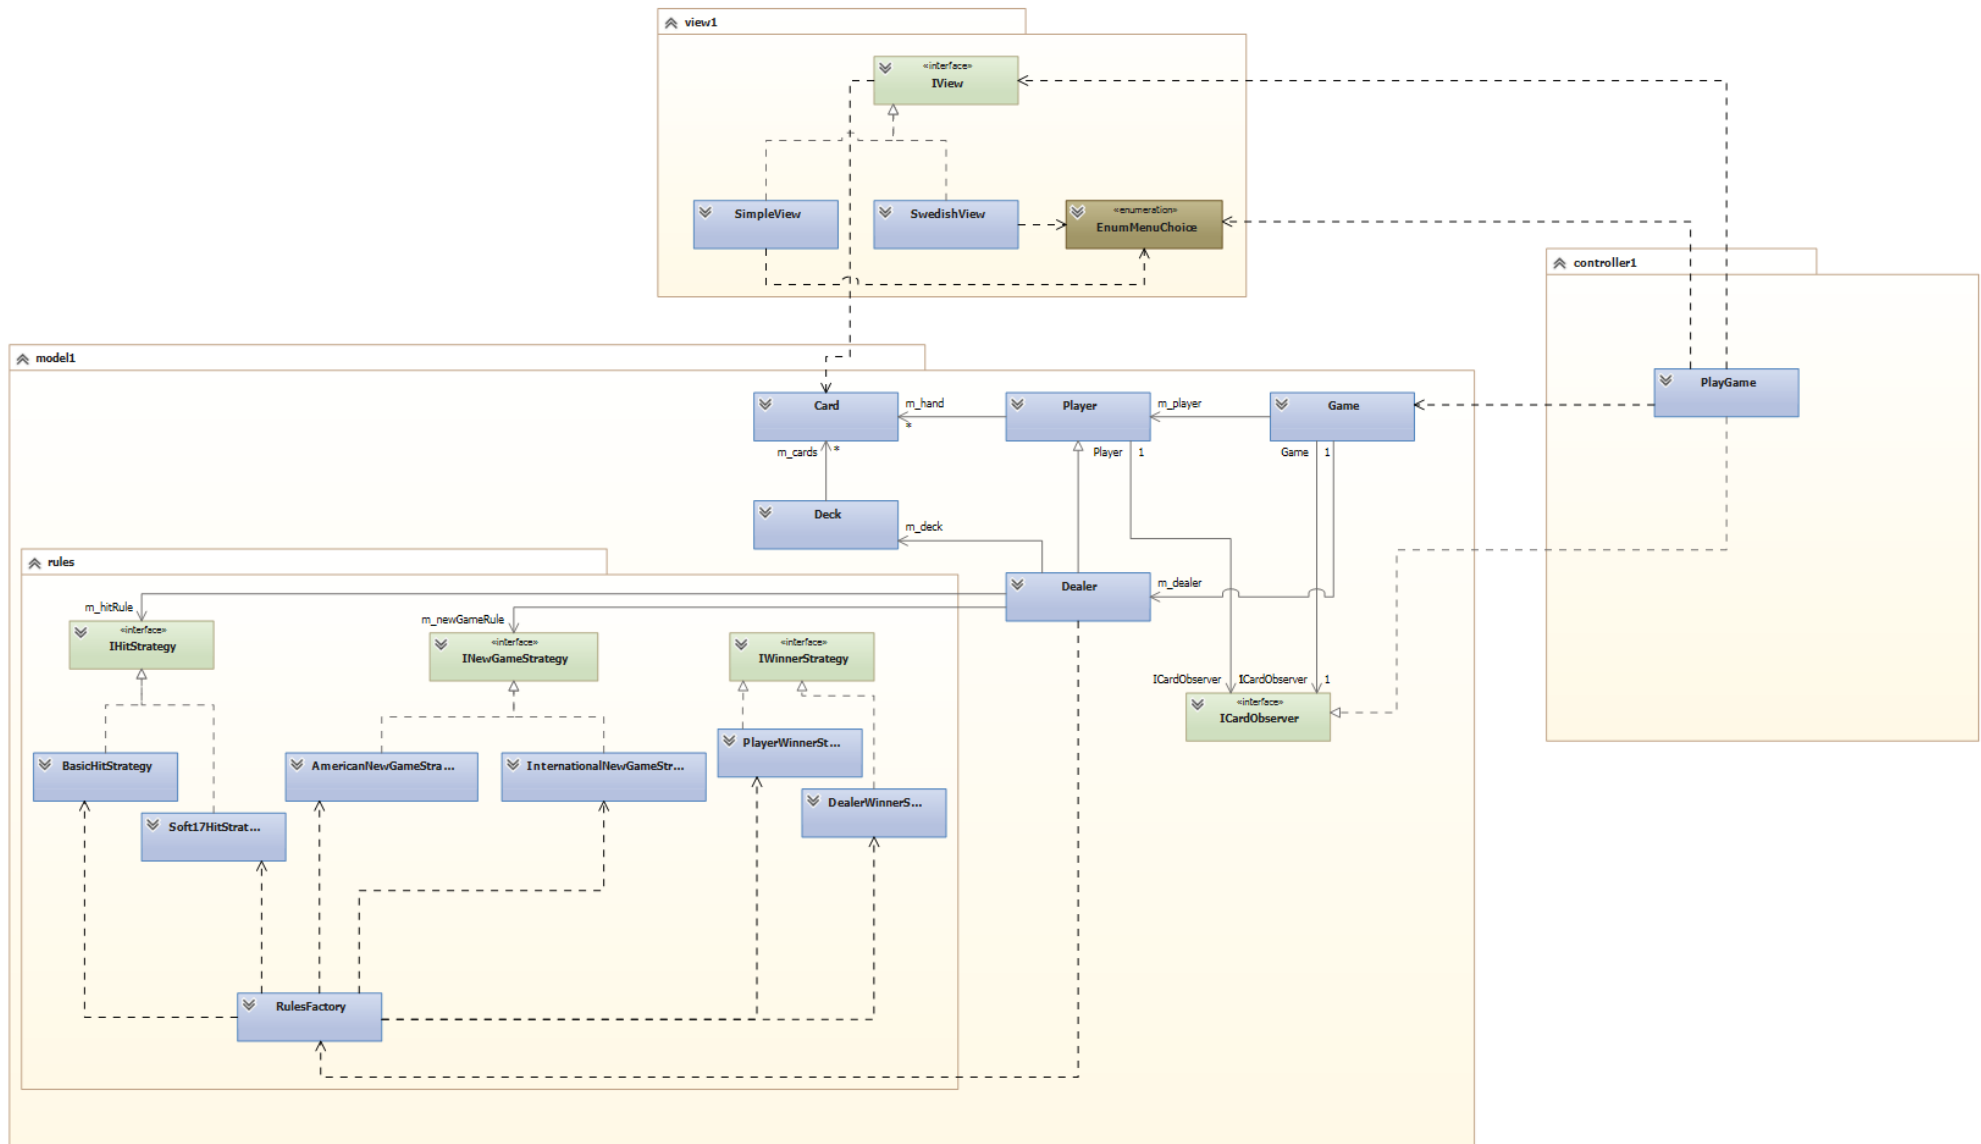 view1
«interface»
IView
SimpleView
SwedishView
«enumeration»
EnumMenuChoice
controller1
PlayGame
model1
Card
m_hand
*
Player
m_player
Game
m_cards
*
Player
1
Game
1
Deck
m_deck
rules
Dealer
m_dealer
m_hitRule
«interface»
IHitStrategy
m_newGameRule
«interface»
INewGameStrategy
«interface»
IWinnerStrategy
ICardObserver
1
ICardObserver
1
«interface»
ICardObserver
PlayerWinnerSt...
BasicHitStrategy
AmericanNewGameStra...
InternationalNewGameStr...
DealerWinnerS...
Soft17HitStrat...
RulesFactory